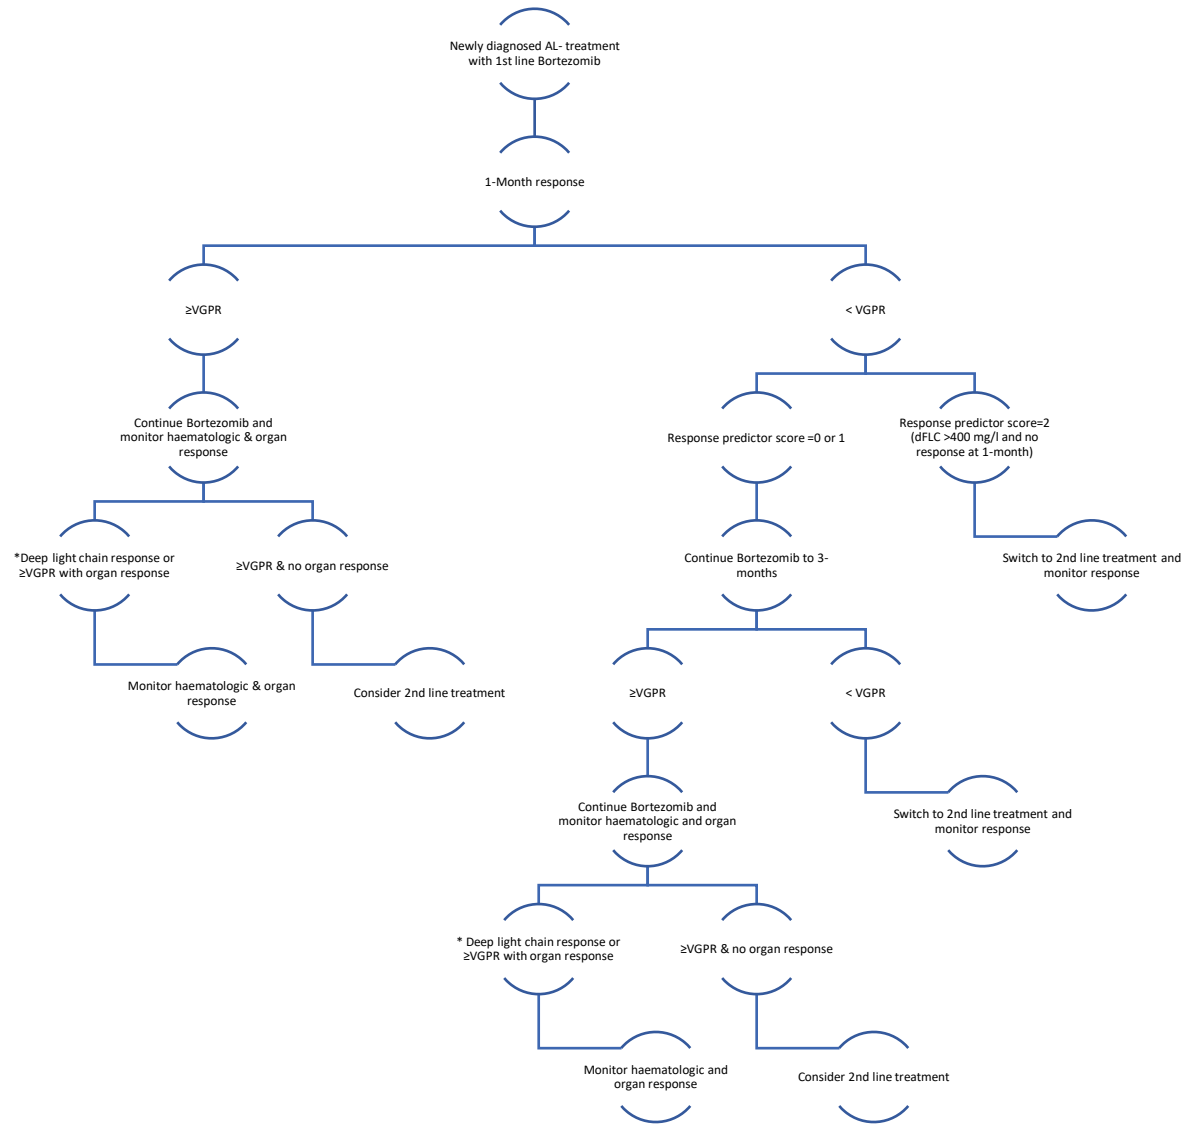 Newly diagnosed AL- treatment
with 1st line Bortezomib
1-Month response
≥VGPR
< VGPR
Continue Bortezomib and
monitor haematologic & organ
response
Response predictor score =0 or 1
Response predictor score=2
(dFLC >400 mg/l and no
response at 1-month)
*Deep light chain response or
≥VGPR with organ response
≥VGPR & no organ response
Continue Bortezomib to 3-
months
Switch to 2nd line treatment and
monitor response
Monitor haematologic & organ
response
Consider 2nd line treatment
≥VGPR
< VGPR
Continue Bortezomib and
monitor haematologic and organ
response
Switch to 2nd line treatment and
monitor response
* Deep light chain response or
≥VGPR with organ response
≥VGPR & no organ response
Monitor haematologic and
organ response
Consider 2nd line treatment